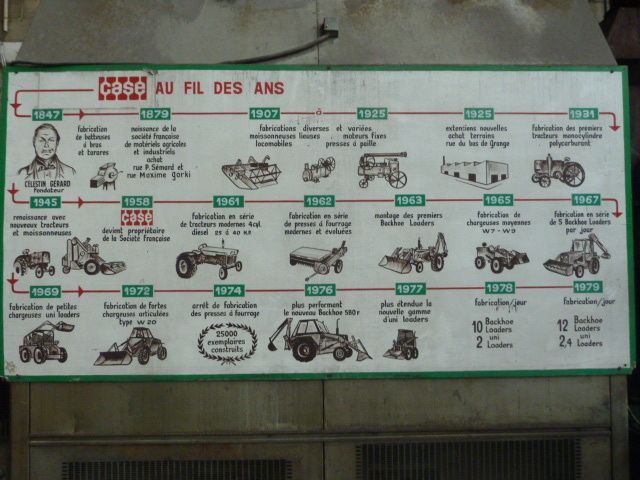 CASE AU FIL DES ANS
1847
fabrication
de batteuses
à bras
et tarares
CELESTIN GÉRARD
fondateur
1879
naissance de la
société française
de matériels agricoles
et industriels
achat
rue P. Sémard et
rue Maxime gorki
1907 à 1925
fabrications diverses et variées
moissonneuses lieuses moteurs fixes
locomobiles presses à paille
1925
extentions nouvelles
achat terrains
rue du bas de Grange
1931
fabrication des premiers
tracteurs monocylindre
polycarburant
1945
renaissance avec
nouveaux tracteurs
et moissonneuses
1958
CASE
devient propriétaire
de la Société Française
1961
fabrication en série
de tracteurs modernes 4cyl.
diesel
1962
fabrication en série
de presses à fourrage
modernes et évoluées
1963
montage des premiers
Backhoe Loaders
1965
fabrication de
chargeuses moyennes
W7 - W9
1967
fabrication en série
de 5 Backhoe Loaders
par jour
1969
fabrication de petites
chargeuses uni loaders
1972
fabrication de fortes
chargeuses articulées
type W 20
1974
arrêt de fabrication
des presses à fourrage
25000
exemplaires
construits
1976
plus performent
le nouveau Backhoe 580 F
1977
plus étendue la
nouvelle gamme
d'uni loaders
1978
fabrication/jour
10 Backhoe
Loaders
2 uni
Loaders
1979
fabrication/jour
12 Backhoe
Loaders
2,4 uni
Loaders